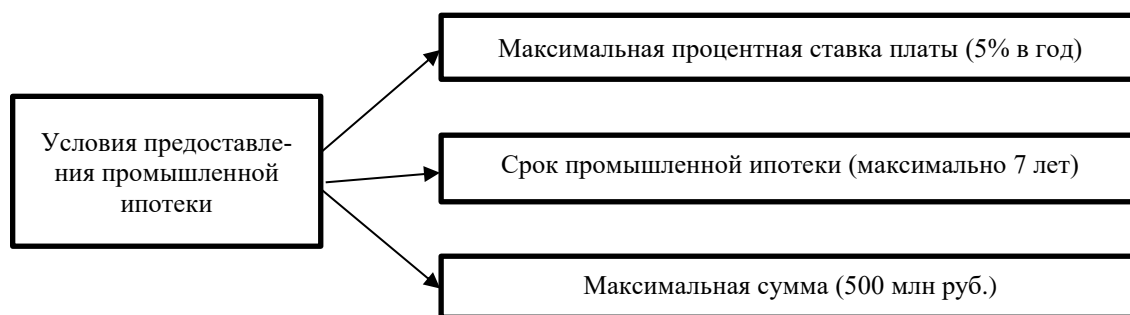 Максимальная процентная ставка платы (5% в год)
Условия предоставле-
ния промышленной
ипотеки
Срок промышленной ипотеки (максимально 7 лет)
Максимальная сумма (500 млн руб.)